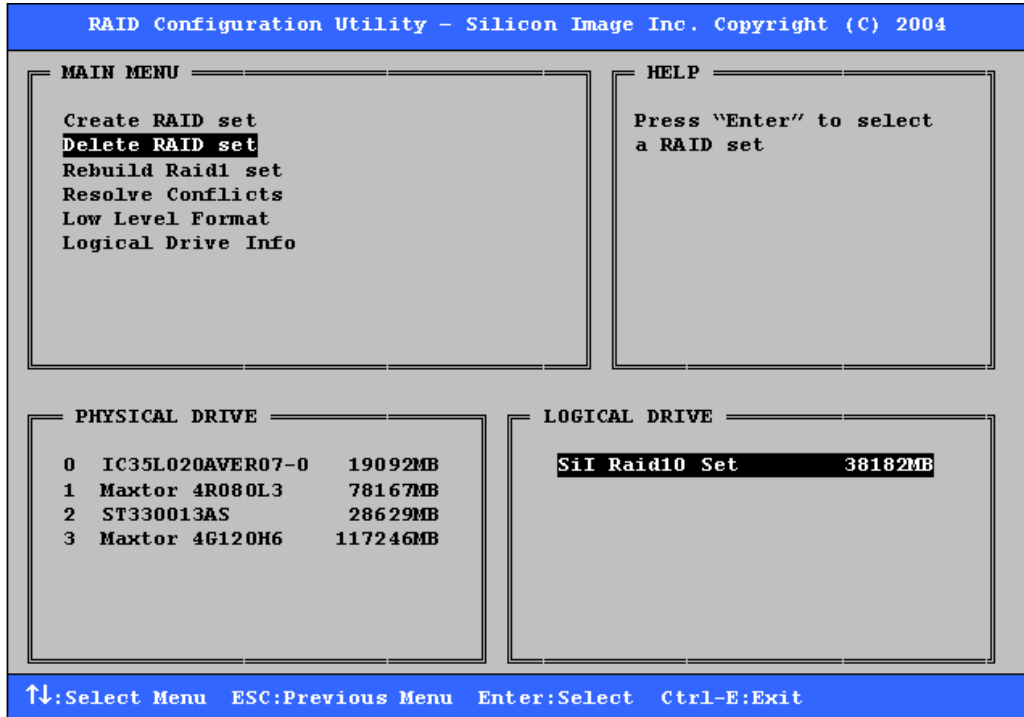 RAID Configuration Utility – Silicon Image Inc. Copyright (C) 2004
MAIN MENU
Create RAID set
Delete RAID set
Rebuild Raid1 set
Resolve Conflicts
Low Level Format
Logical Drive Info
HELP
Press “Enter” to select
a RAID set
PHYSICAL DRIVE
0 IC35L020AVER07-0 19092MB
1 Maxtor 4R080L3 78167MB
2 ST330013AS 28629MB
3 Maxtor 4G120H6 117246MB
LOGICAL DRIVE
SiI Raid10 Set 38182MB
↑↓:Select Menu ESC:Previous Menu Enter:Select Ctrl-E:Exit